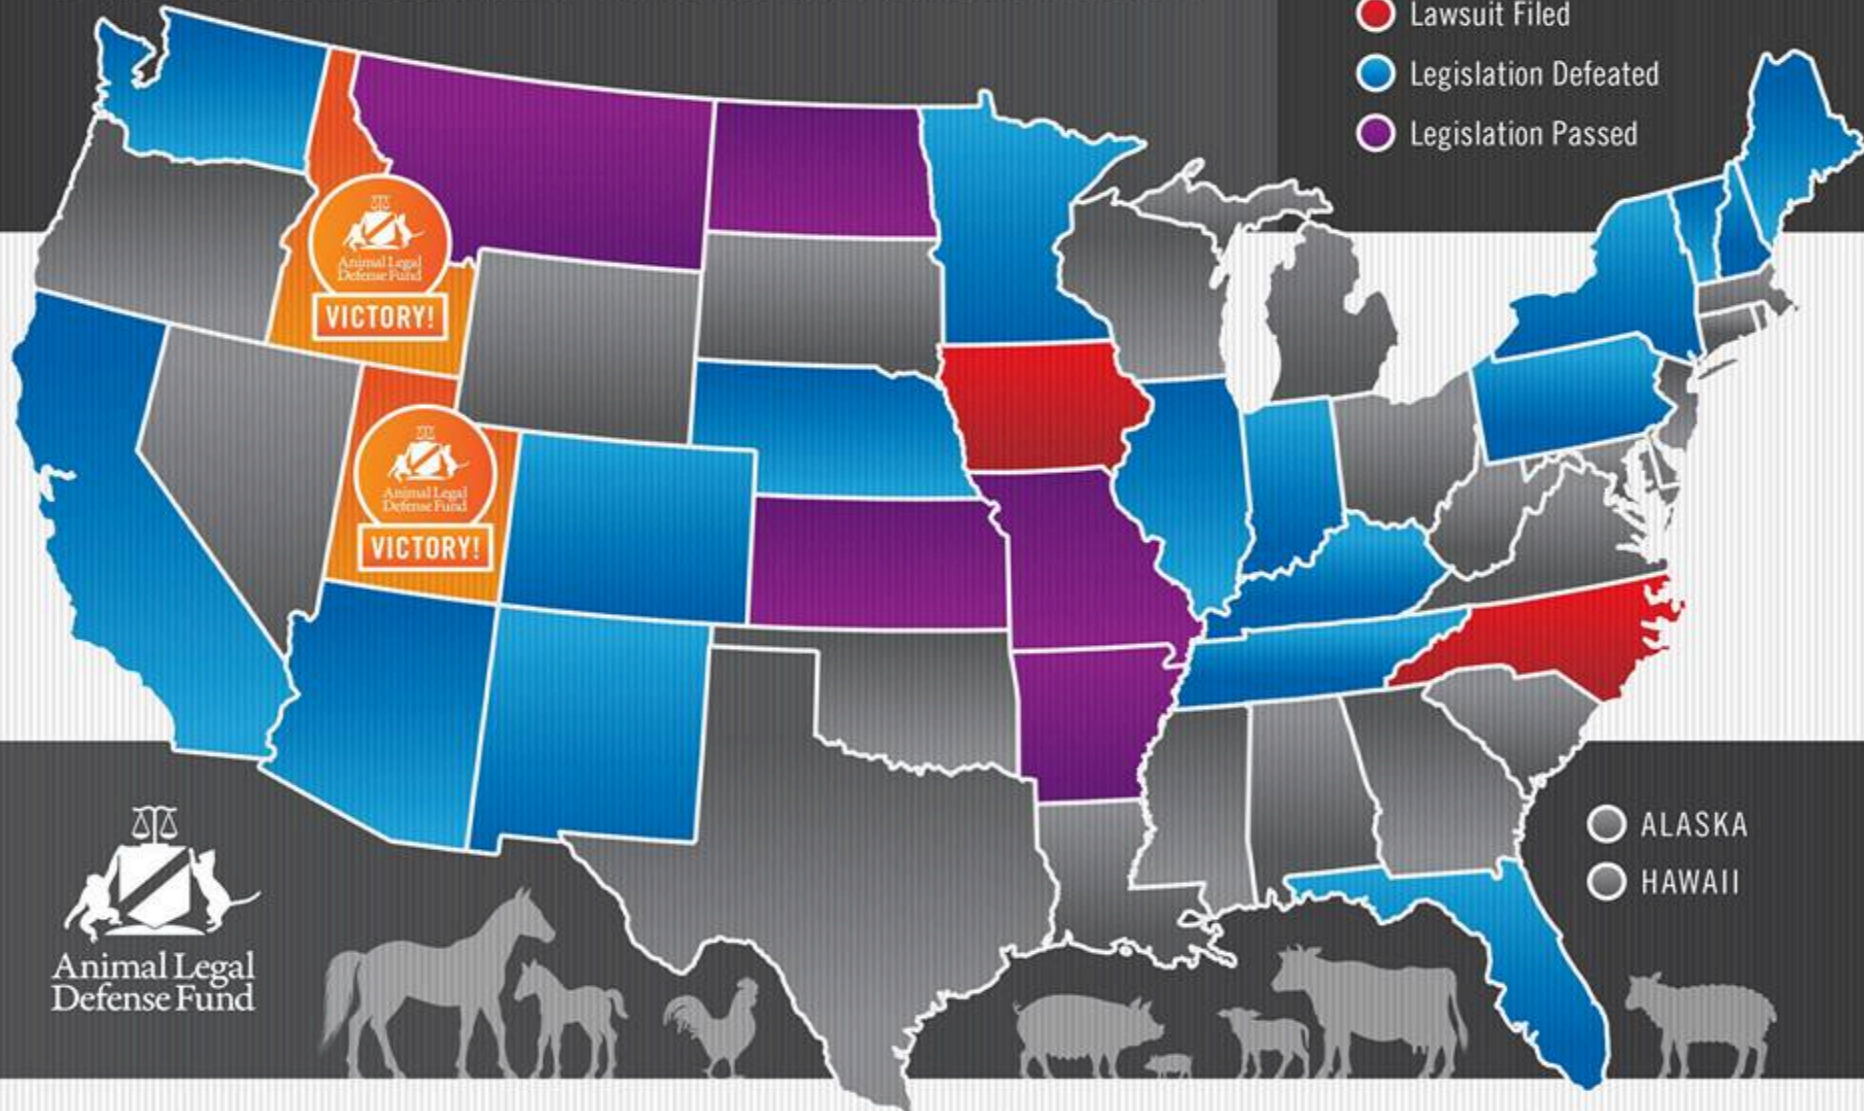 Lawsuit Filed
Legislation Defeated
Legislation Passed
Animal Legal
Defense Fund
VICTORY!
Animal Legal
Defense Fund
VICTORY!
ALASKA
HAWAII
Animal Legal
Defense Fund